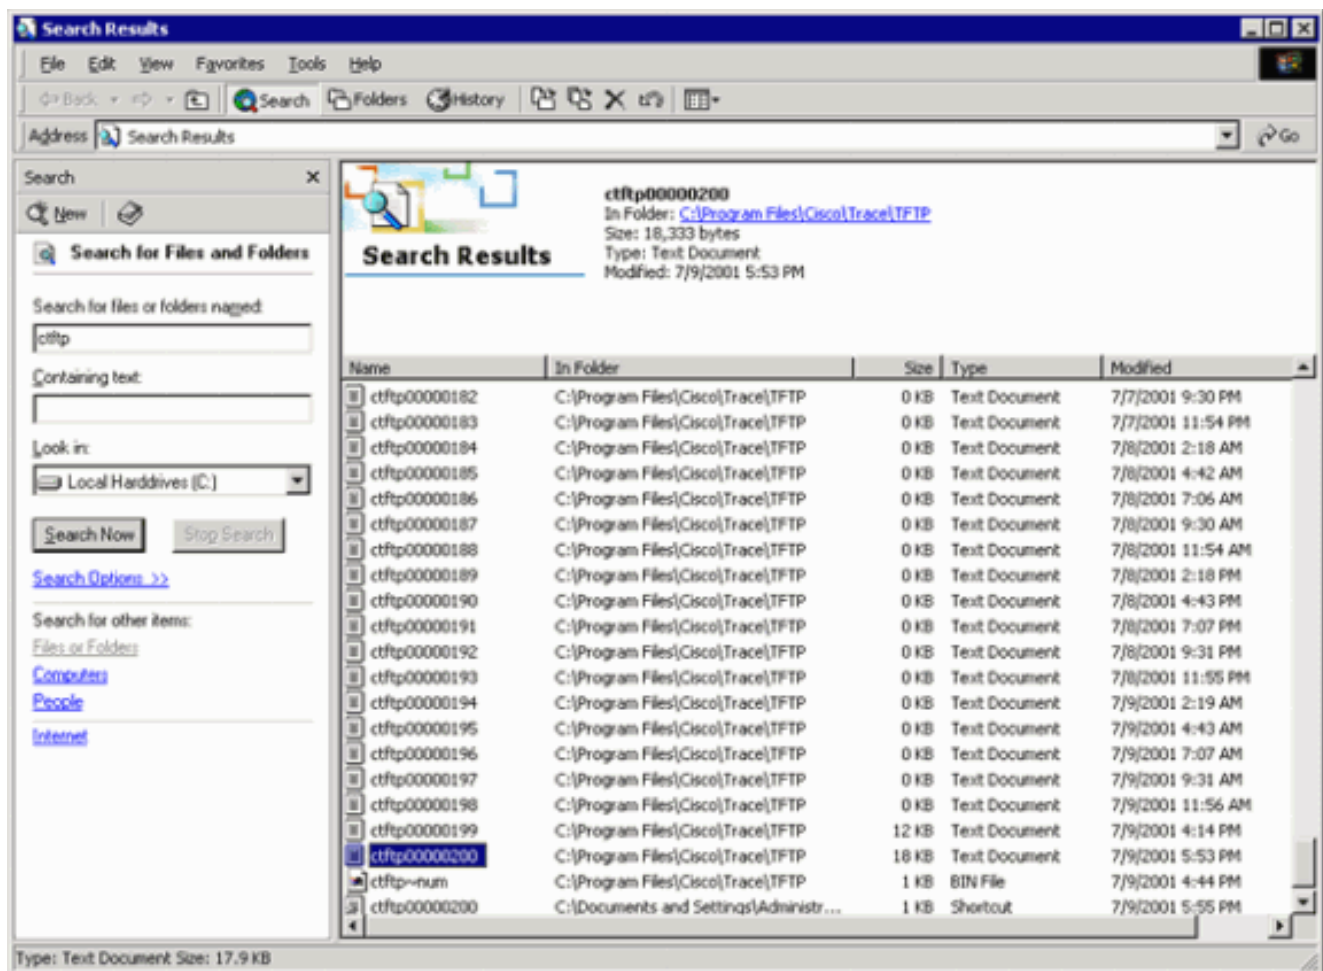 Search Results
File Edit View Favorites Tools Help
Back Search Folders History
Address Search Results Go
Search
New
Search for Files and Folders
Search for files or folders named:
ctftp
Containing text:
Look in:
Local Harddrives (C:)
Search Now Stop Search
Search Options >>
Search for other items:
Files or Folders
Computers
People
Internet
Search Results
ctftp00000200
In Folder: C:\Program Files\Cisco\Trace\TFTP
Size: 18,333 bytes
Type: Text Document
Modified: 7/9/2001 5:53 PM
Name In Folder Size Type Modified
ctftp00000182 C:\Program Files\Cisco\Trace\TFTP 0 KB Text Document 7/7/2001 9:30 PM
ctftp00000183 C:\Program Files\Cisco\Trace\TFTP 0 KB Text Document 7/7/2001 11:54 PM
ctftp00000184 C:\Program Files\Cisco\Trace\TFTP 0 KB Text Document 7/8/2001 2:18 AM
ctftp00000185 C:\Program Files\Cisco\Trace\TFTP 0 KB Text Document 7/8/2001 4:42 AM
ctftp00000186 C:\Program Files\Cisco\Trace\TFTP 0 KB Text Document 7/8/2001 7:06 AM
ctftp00000187 C:\Program Files\Cisco\Trace\TFTP 0 KB Text Document 7/8/2001 9:30 AM
ctftp00000188 C:\Program Files\Cisco\Trace\TFTP 0 KB Text Document 7/8/2001 11:54 AM
ctftp00000189 C:\Program Files\Cisco\Trace\TFTP 0 KB Text Document 7/8/2001 2:18 PM
ctftp00000190 C:\Program Files\Cisco\Trace\TFTP 0 KB Text Document 7/8/2001 4:43 PM
ctftp00000191 C:\Program Files\Cisco\Trace\TFTP 0 KB Text Document 7/8/2001 7:07 PM
ctftp00000192 C:\Program Files\Cisco\Trace\TFTP 0 KB Text Document 7/8/2001 9:31 PM
ctftp00000193 C:\Program Files\Cisco\Trace\TFTP 0 KB Text Document 7/8/2001 11:55 PM
ctftp00000194 C:\Program Files\Cisco\Trace\TFTP 0 KB Text Document 7/9/2001 2:19 AM
ctftp00000195 C:\Program Files\Cisco\Trace\TFTP 0 KB Text Document 7/9/2001 4:43 AM
ctftp00000196 C:\Program Files\Cisco\Trace\TFTP 0 KB Text Document 7/9/2001 7:07 AM
ctftp00000197 C:\Program Files\Cisco\Trace\TFTP 0 KB Text Document 7/9/2001 9:31 AM
ctftp00000198 C:\Program Files\Cisco\Trace\TFTP 0 KB Text Document 7/9/2001 11:56 AM
ctftp00000199 C:\Program Files\Cisco\Trace\TFTP 12 KB Text Document 7/9/2001 4:14 PM
ctftp00000200 C:\Program Files\Cisco\Trace\TFTP 18 KB Text Document 7/9/2001 5:53 PM
ctftp~num C:\Program Files\Cisco\Trace\TFTP 1 KB BIN File 7/9/2001 4:44 PM
ctftp00000200 C:\Documents and Settings\Administr... 1 KB Shortcut 7/9/2001 5:55 PM
Type: Text Document Size: 17.9 KB